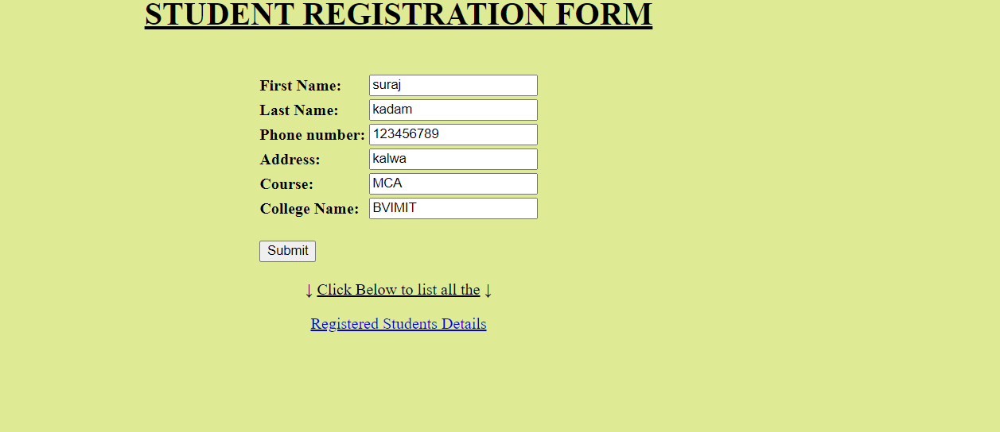 STUDENT REGISTRATION FORM
First Name: suraj
Last Name: kadam
Phone number: 123456789
Address: kalwa
Course: MCA
College Name: BVIMIT
Submit
↓ Click Below to list all the ↓
Registered Students Details